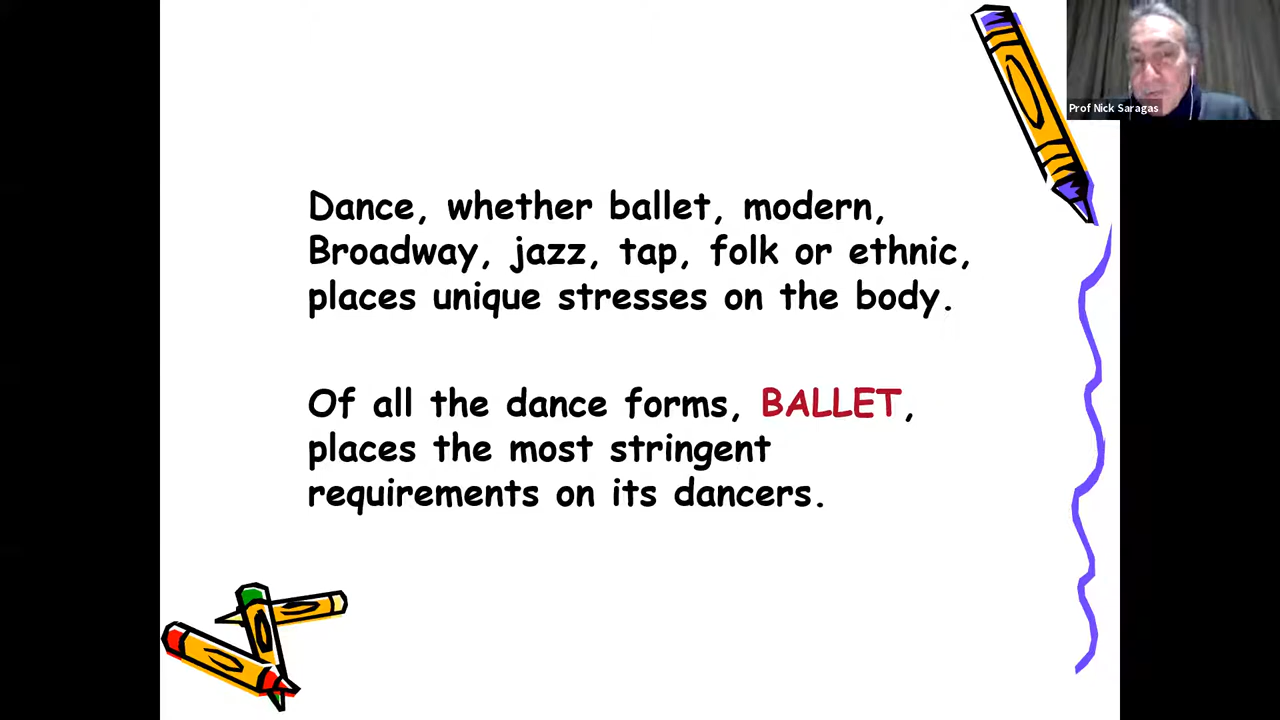 Prof Nick Saragas
Dance, whether ballet, modern,
Broadway, jazz, tap, folk or ethnic,
places unique stresses on the body.
Of all the dance forms, BALLET,
places the most stringent
requirements on its dancers.